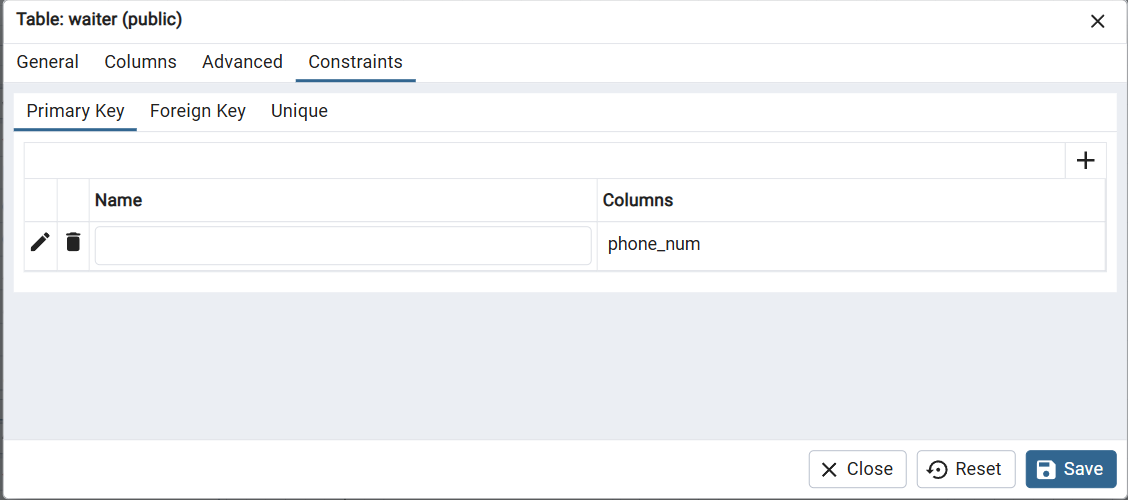 Table: waiter (public)
General Columns Advanced Constraints
Primary Key Foreign Key Unique
Name Columns
phone_num
Close Reset Save